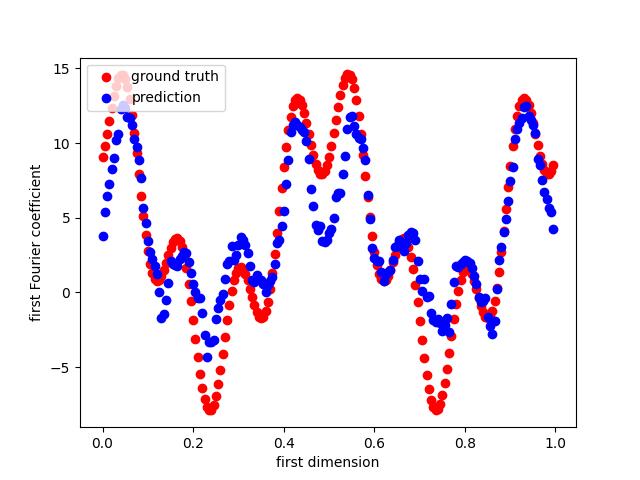 ground truth
prediction
15
10
5
0
−5
first Fourier coefficient
0.0 0.2 0.4 0.6 0.8 1.0
first dimension